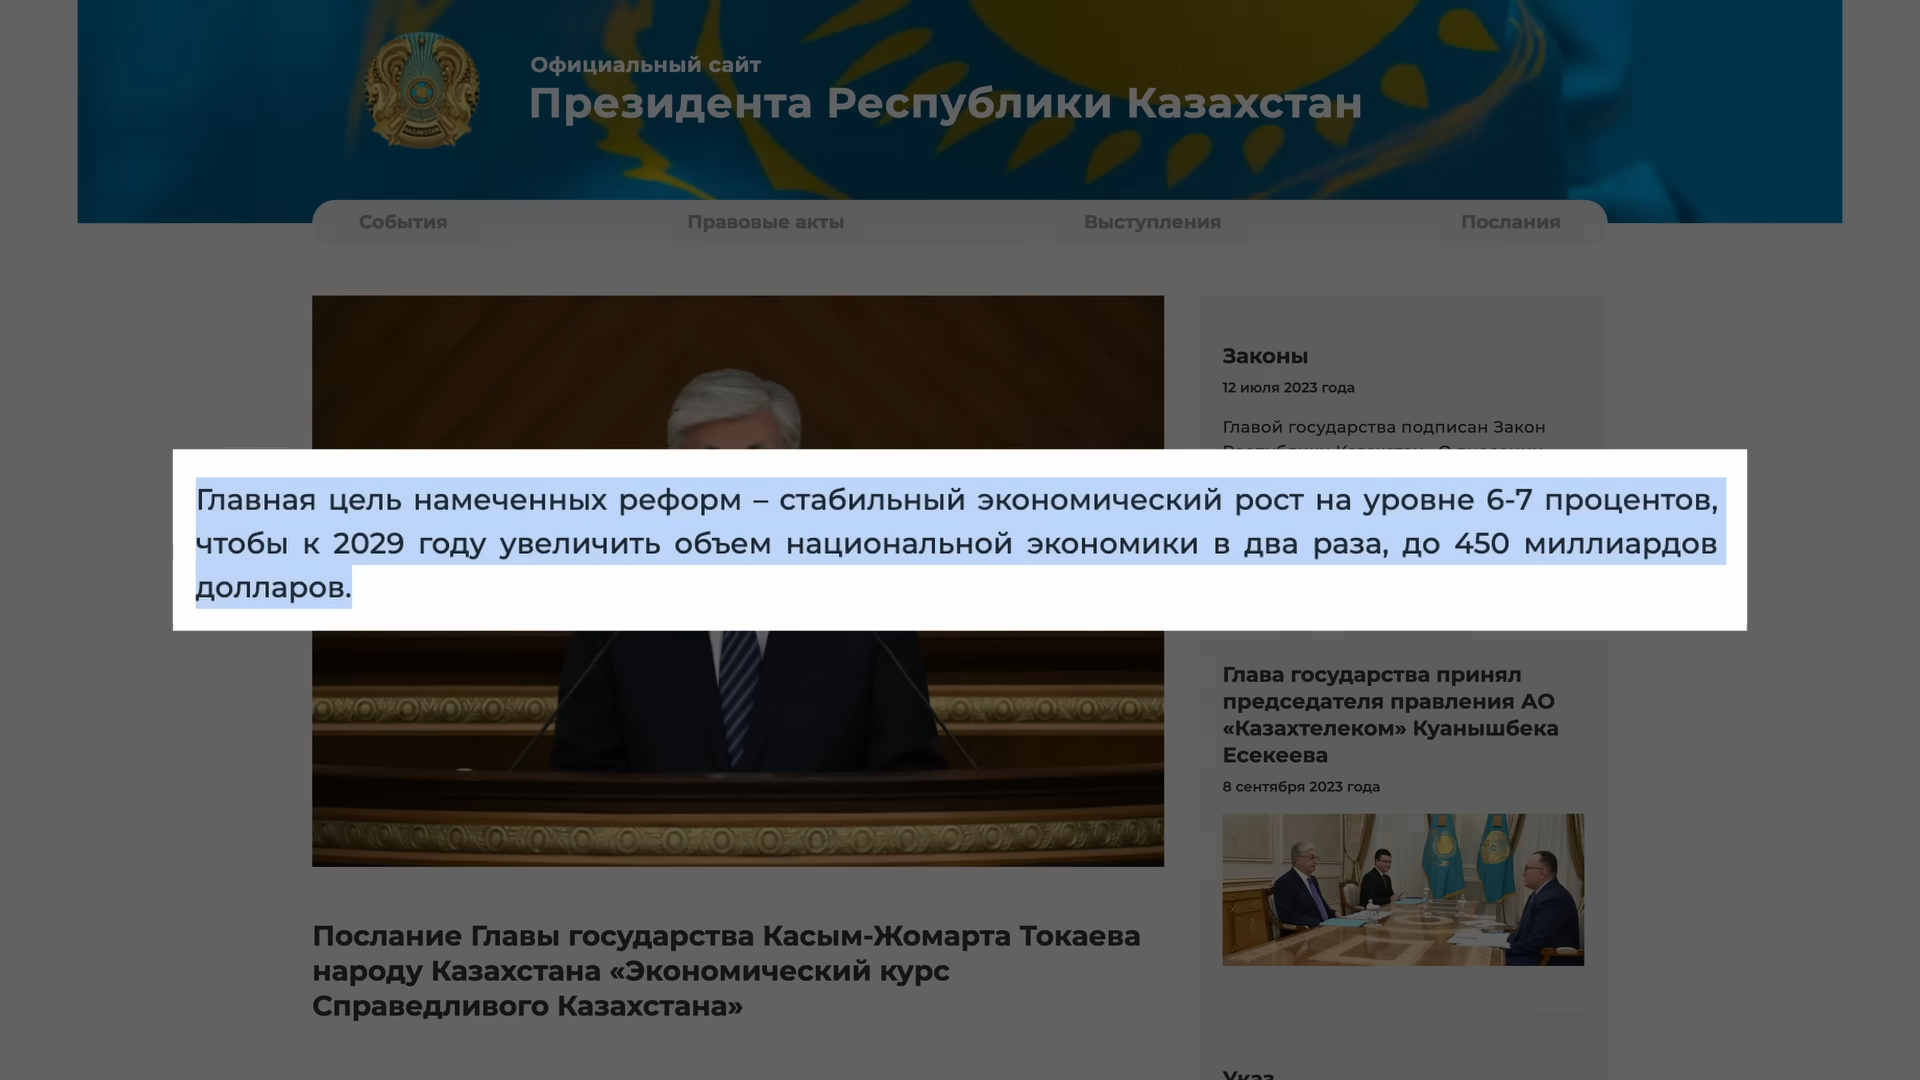 Официальный сайт
Президента Республики Казахстан
KAZAKHSTAN
События
Правовые акты
Выступления
Послания
Законы
12 июля 2023 года
Главой государства подписан Закон
Главная цель намеченных реформ – стабильный экономический рост на уровне 6-7 процентов,
чтобы к 2029 году увеличить объем национальной экономики в два раза, до 450 миллиардов
долларов.
Послание Главы государства Касым-Жомарта Токаева
народу Казахстана «Экономический курс
Справедливого Казахстана»
Глава государства принял
председателя правления АО
«Казахтелеком» Куанышбека
Есекеева
8 сентября 2023 года
Указ